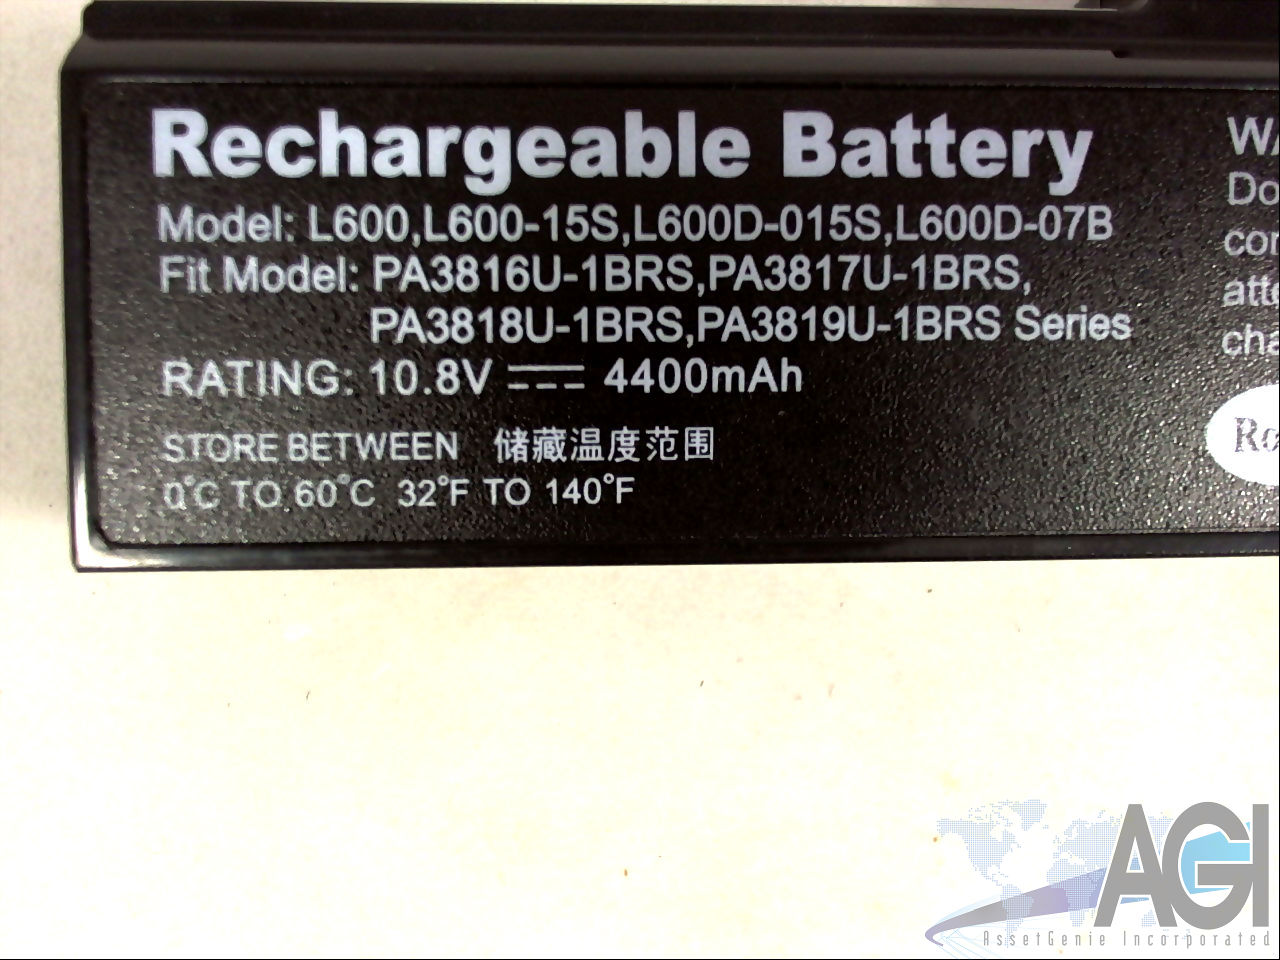 Rechargeable Battery
Model: L600,L600-15S,L600D-015S,L600D-07B
Fit Model: PA3816U-1BRS,PA3817U-1BRS,
PA3818U-1BRS,PA3819U-1BRS Series
RATING: 10.8V 4400mAh
STORE BETWEEN 储藏温度范围
0°C TO 60°C 32°F TO 140°F
Do
AGI
AssetGenie Incorporated